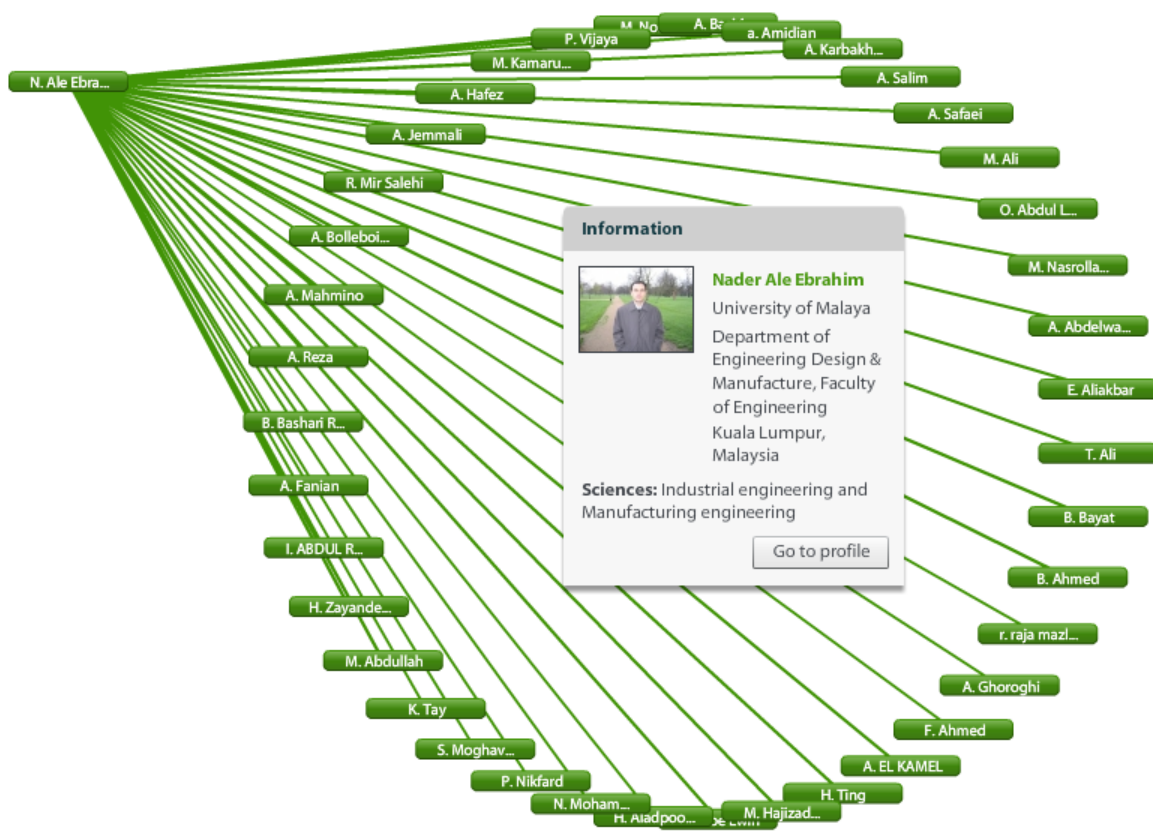 M. No
A. Ba
a. Amidian
P. Vijaya
A. Karbakh...
M. Kamaru...
A. Salim
N. Ale Ebra...
A. Hafez
A. Safaei
A. Jemmali
M. Ali
R. Mir Salehi
O. Abdul L...
A. Bolleboi...
M. Nasrolla...
A. Mahmino
A. Abdelwa...
A. Reza
E. Aliakbar
B. Bashari R...
T. Ali
A. Fanian
B. Bayat
I. ABDUL R...
B. Ahmed
H. Zayande...
r. raja mazl...
M. Abdullah
A. Ghoroghi
K. Tay
F. Ahmed
S. Moghav...
A. EL KAMEL
P. Nikfard
H. Ting
N. Moham...
M. Hajizad...
H. Aladpoo...
Information
Nader Ale Ebrahim
University of Malaya
Department of
Engineering Design &
Manufacture, Faculty
of Engineering
Kuala Lumpur,
Malaysia
Sciences: Industrial engineering and
Manufacturing engineering
Go to profile